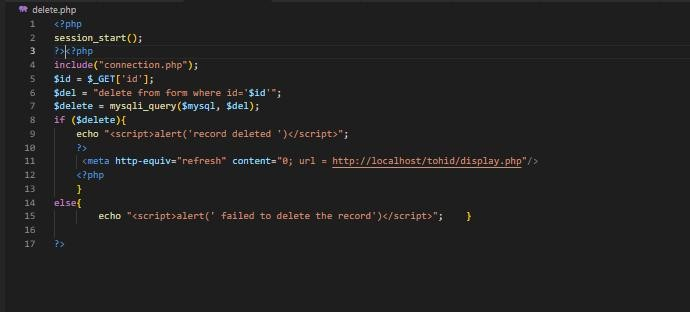 delete.php
1 <?php
2 session_start();
3 ?><?php
4 include("connection.php");
5 $id = $_GET['id'];
6 $del = "delete from form where id='$id'";
7 $delete = mysqli_query($mysql, $del);
8 if ($delete){
9 echo "<script>alert('record deleted ')</script>";
10 ?>
11 <meta http-equiv="refresh" content="0; url = http://localhost/tohid/display.php"/>
12 <?php
13 }
14 else{
15 echo "<script>alert(' failed to delete the record')</script>"; }
16
17 ?>